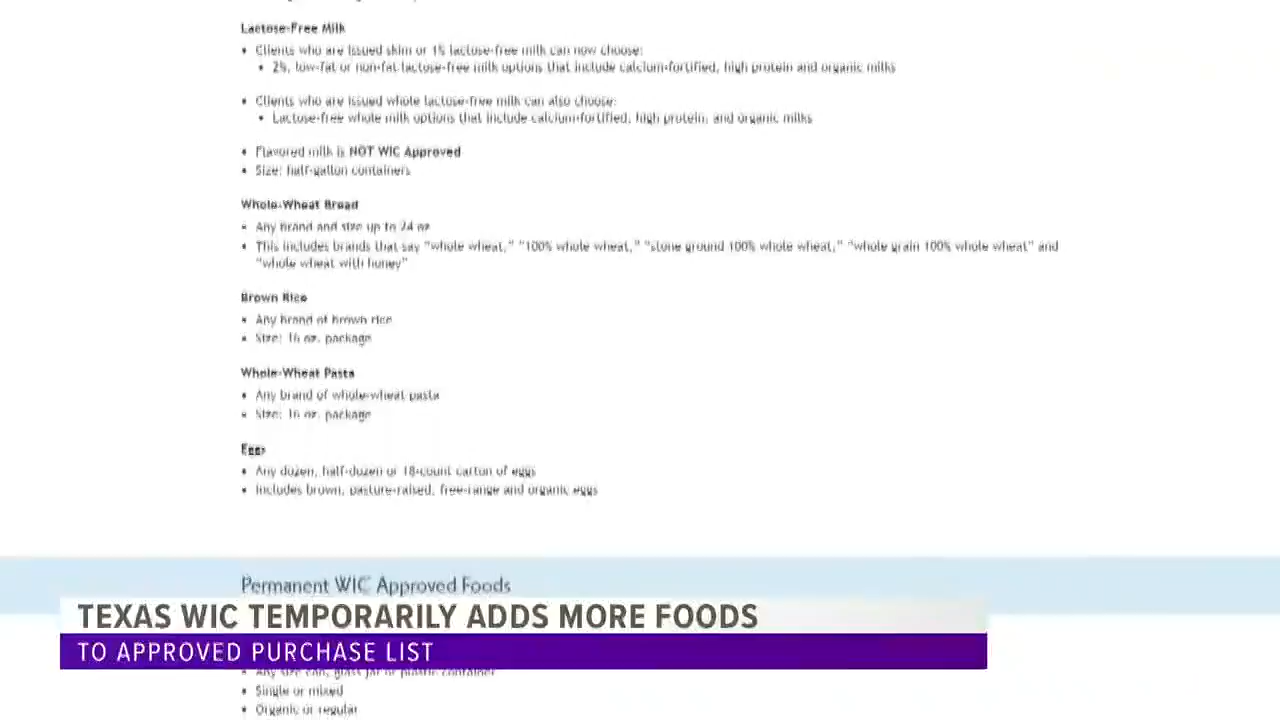 Lactose-Free Milk
• Clients who are issued skim or 1% lactose-free milk can now choose:
• 2%, low-fat or non-fat lactose-free milk options that include calcium-fortified, high protein and organic milks
• Clients who are issued whole lactose-free milk can also choose:
• Lactose-free whole milk options that include calcium-fortified, high protein, and organic milks
• Flavored milk is NOT WIC Approved
• Size: half-gallon containers
Whole-Wheat Bread
• Any brand and size up to 24 oz
• This includes brands that say "whole wheat," "100% whole wheat," "stone ground 100% whole wheat," "whole grain 100% whole wheat" and
"whole wheat with honey"
Brown Rice
• Any brand of brown rice
• Size: 16 oz. package
Whole-Wheat Pasta
• Any brand of whole-wheat pasta
• Size: 16 oz. package
Eggs
• Any dozen, half-dozen or 18-count carton of eggs
• Includes brown, pasture-raised, free-range and organic eggs
Permanent WIC Approved Foods
TEXAS WIC TEMPORARILY ADDS MORE FOODS
TO APPROVED PURCHASE LIST
• Any size can, glass jar or plastic container
• Single or mixed
• Organic or regular